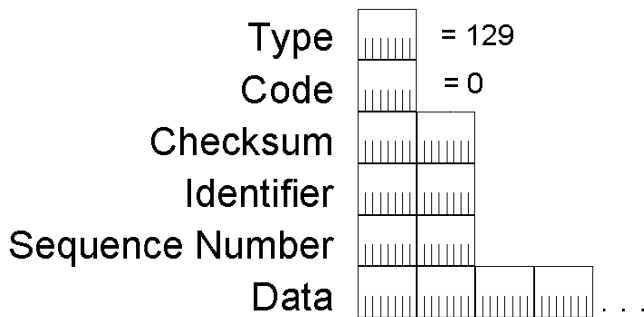 Type = 129
Code = 0
Checksum
Identifier
Sequence Number
Data . . .